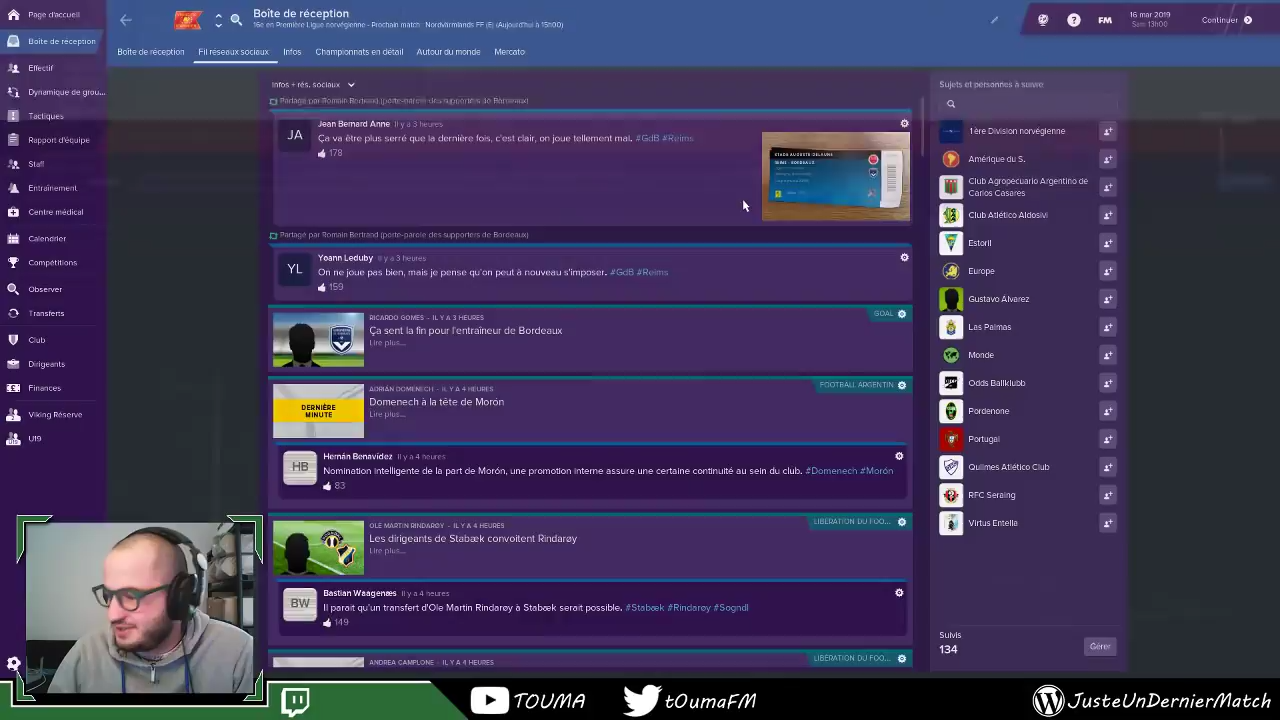 Page d'accueil
Boîte de réception
Effectif
Dynamique de grou...
Tactiques
Rapport d'équipe
Staff
Entraînement
Centre médical
Calendrier
Compétitions
Observer
Transferts
Club
Dirigeants
Finances
Viking Réserve
U19
Boîte de réception
16e en Première Ligue norvégienne - Prochain match : Nordvärmlands FF (E) (Aujourd'hui à 15h00)
FM
16 mar 2019
Sam 13h00
Continuer
Boîte de réception
Fil réseaux sociaux
Infos
Championnats en détail
Autour du monde
Mercato
Infos + rés. sociaux
Partagé par Romain Bertrand (porte-parole des supporters de Bordeaux)
JA
Jean Bernard Anne Il y a 3 heures
Ça va être plus serré que la dernière fois, c'est clair, on joue tellement mal. #GdB #Reims
178
STADE AUGUSTE-DELAUNE
REIMS - BORDEAUX
Partagé par Romain Bertrand (porte-parole des supporters de Bordeaux)
YL
Yoann Leduby Il y a 3 heures
On ne joue pas bien, mais je pense qu'on peut à nouveau s'imposer. #GdB #Reims
159
RICARDO GOMES - IL Y A 3 HEURES
GOAL
Ça sent la fin pour l'entraîneur de Bordeaux
Lire plus...
ADRIÁN DOMENECH - IL Y A 4 HEURES
FOOTBALL ARGENTIN
DERNIÈRE
MINUTE
Domenech à la tête de Morón
Lire plus...
HB
Hernán Benavídez Il y a 4 heures
Nomination intelligente de la part de Morón, une promotion interne assure une certaine continuité au sein du club. #Domenech #Morón
83
OLE MARTIN RINDARØY - IL Y A 4 HEURES
LIBÉRATION DU FOO...
Les dirigeants de Stabæk convoitent Rindarøy
Lire plus...
BW
Bastian Waagenæs Il y a 4 heures
Il paraît qu'un transfert d'Ole Martin Rindarøy à Stabæk serait possible. #Stabæk #Rindarøy #Sogndl
149
ANDREA CAMPLONE - IL Y A 4 HEURES
LIBÉRATION DU FOO...
Sujets et personnes à suivre
1ère Division norvégienne
Amérique du S.
Club Agropecuario Argentino de
Carlos Casares
Club Atlético Aldosivi
Estoril
Europe
Gustavo Alvarez
Las Palmas
Monde
Odds Ballklubb
Pordenone
Portugal
Quilmes Atlético Club
RFC Seraing
Virtus Entella
Suivis
134
Gérer
TOUMA
tOumaFM
JusteUnDernierMatch